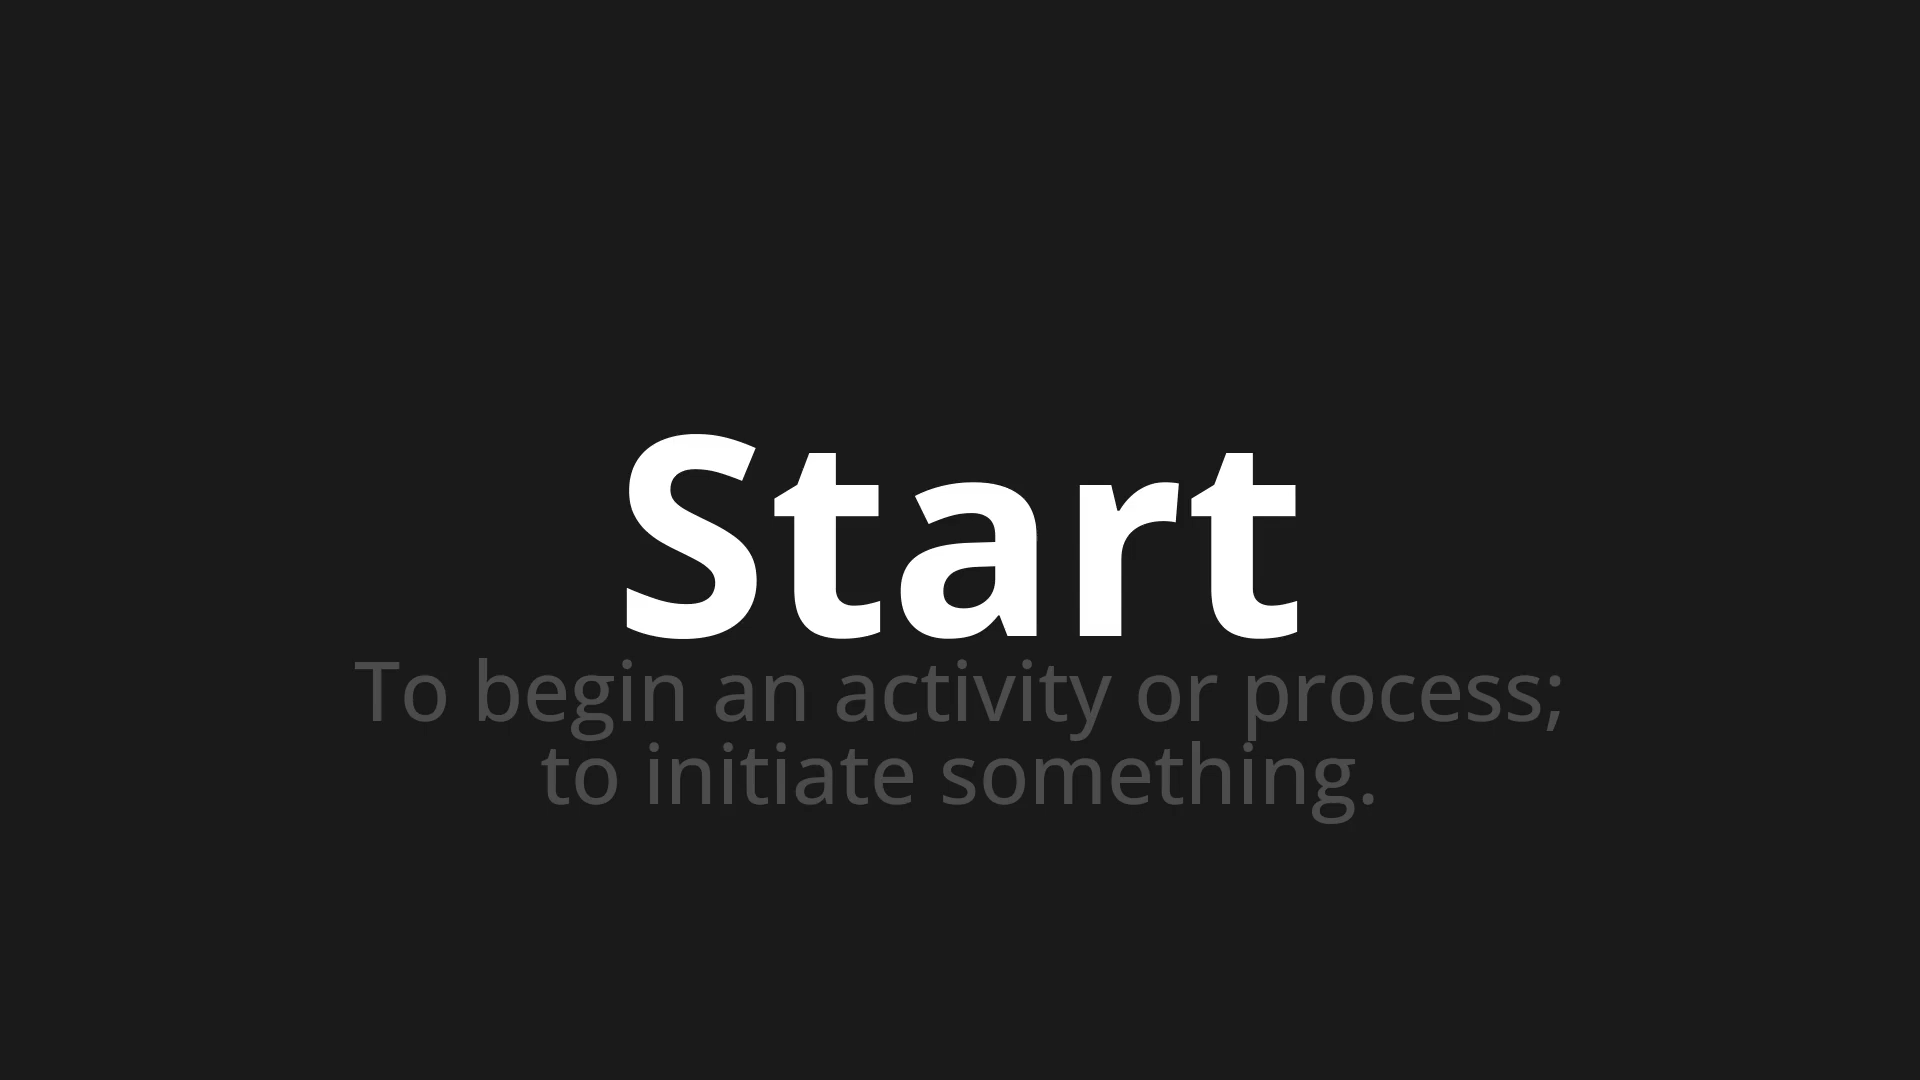 Start
To begin an activity or process;
to initiate something.